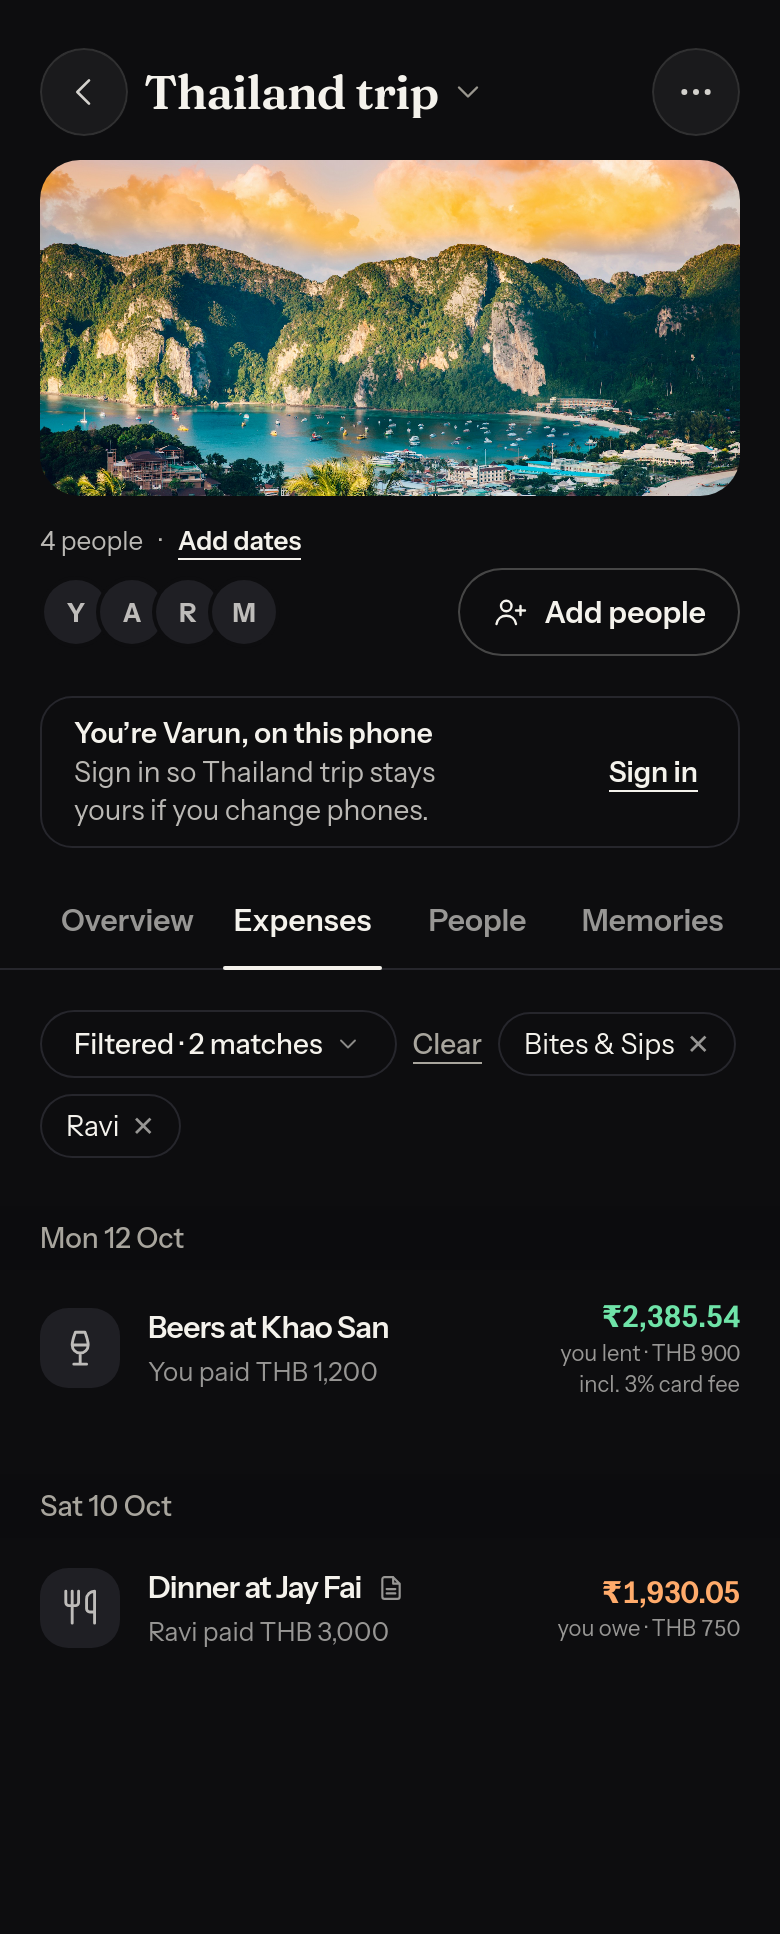 Thailand trip
4 people · Add dates
Y A R M
Add people
You’re Varun, on this phone
Sign in so Thailand trip stays
yours if you change phones.
Sign in
Overview Expenses People Memories
Filtered · 2 matches Clear Bites & Sips ✕
Ravi ✕
Mon 12 Oct
Beers at Khao San
You paid THB 1,200
₹2,385.54
you lent · THB 900
incl. 3% card fee
Sat 10 Oct
Dinner at Jay Fai
Ravi paid THB 3,000
₹1,930.05
you owe · THB 750